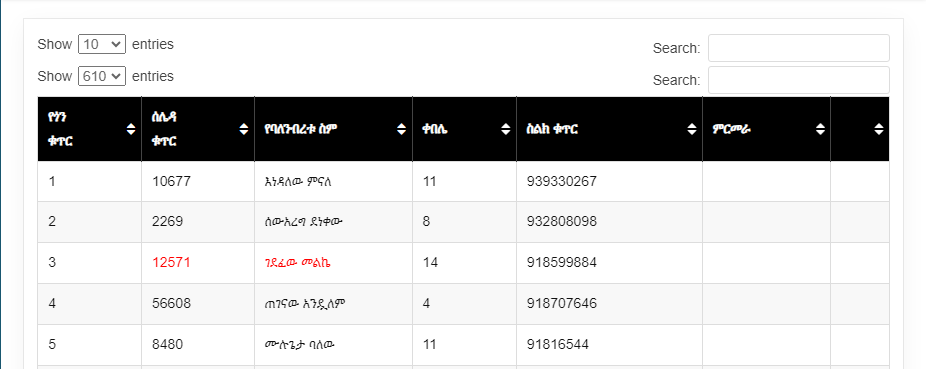 Show 10 entries Search:
Show 610 entries Search:
የጎን ቁጥር ሰሌዳ ቁጥር የባለንብረቱ ስም ቀበሌ ስልክ ቁጥር ምርመራ
1 10677 እነዳለው ምናለ 11 939330267
2 2269 ሰውአረግ ደነቀው 8 932808098
3 12571 ገደፈው መልኬ 14 918599884
4 56608 ጠገናው አንዷለም 4 918707646
5 8480 ሙሉጌታ ባለው 11 91816544